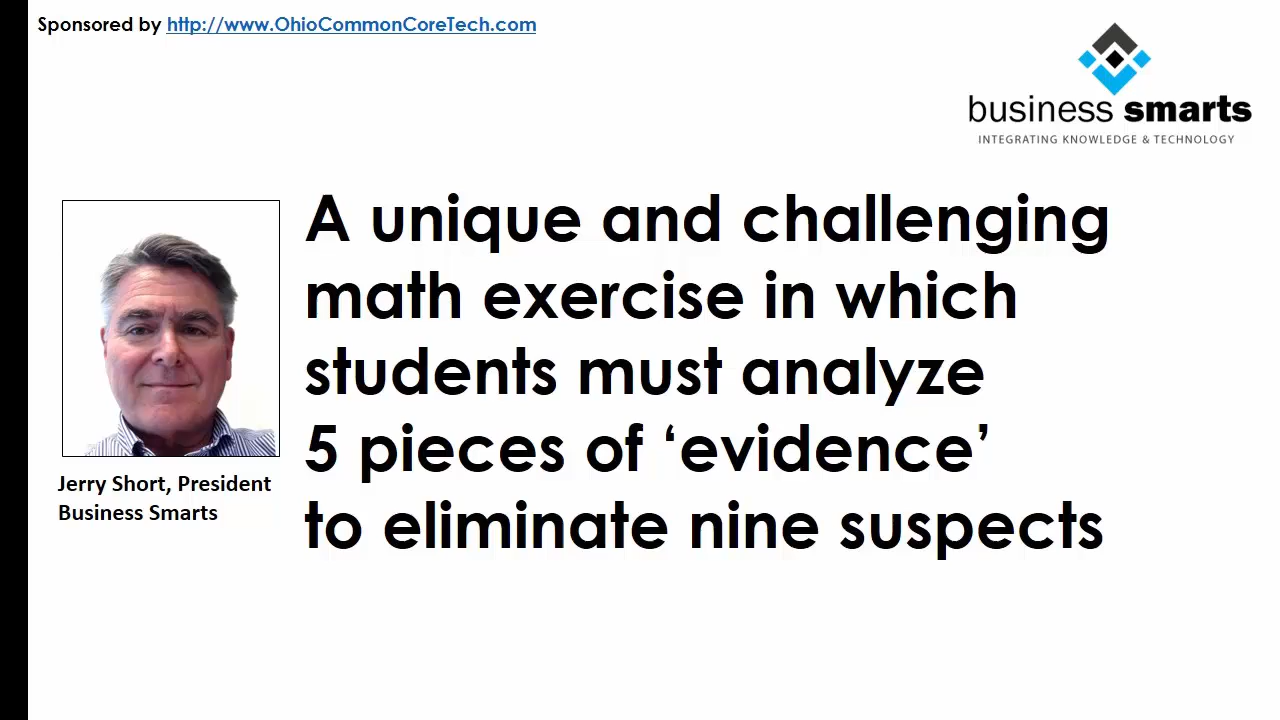 Sponsored by http://www.OhioCommonCoreTech.com
business smarts
INTEGRATING KNOWLEDGE & TECHNOLOGY
A unique and challenging
math exercise in which
students must analyze
5 pieces of ‘evidence’
to eliminate nine suspects
Jerry Short, President
Business Smarts